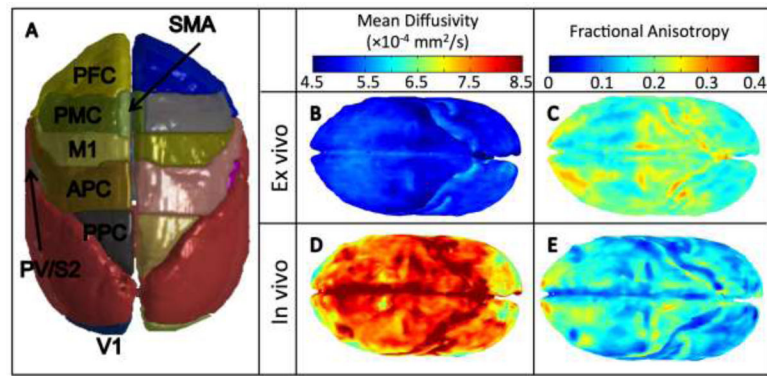 A
SMA
PFC
PMC
M1
APC
PPC
PV/S2
V1
Mean Diffusivity
(×10⁻⁴ mm²/s)
4.5 5.5 6.5 7.5 8.5
Fractional Anisotropy
0 0.1 0.2 0.3 0.4
Ex vivo
B
C
In vivo
D
E